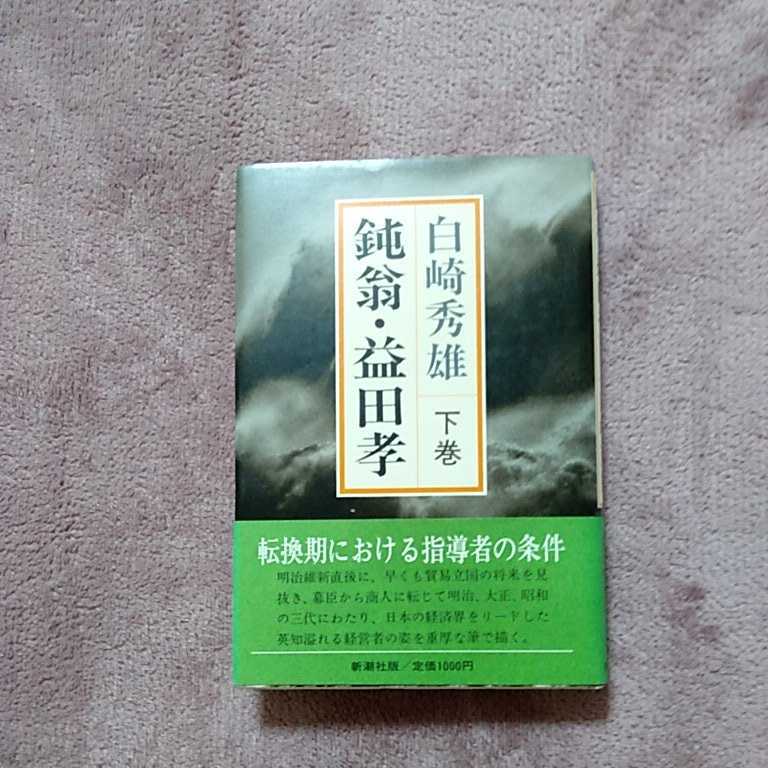 白崎秀雄
下巻
鈍翁・益田孝
転換期における指導者の条件
明治維新直後に、早くも貿易立国の将来を見
抜き、幕臣から商人に転じて明治、大正、昭和
の三代にわたり、日本の経済界をリードした
英知溢れる経営者の姿を重厚な筆で描く。
新潮社版／定価1000円